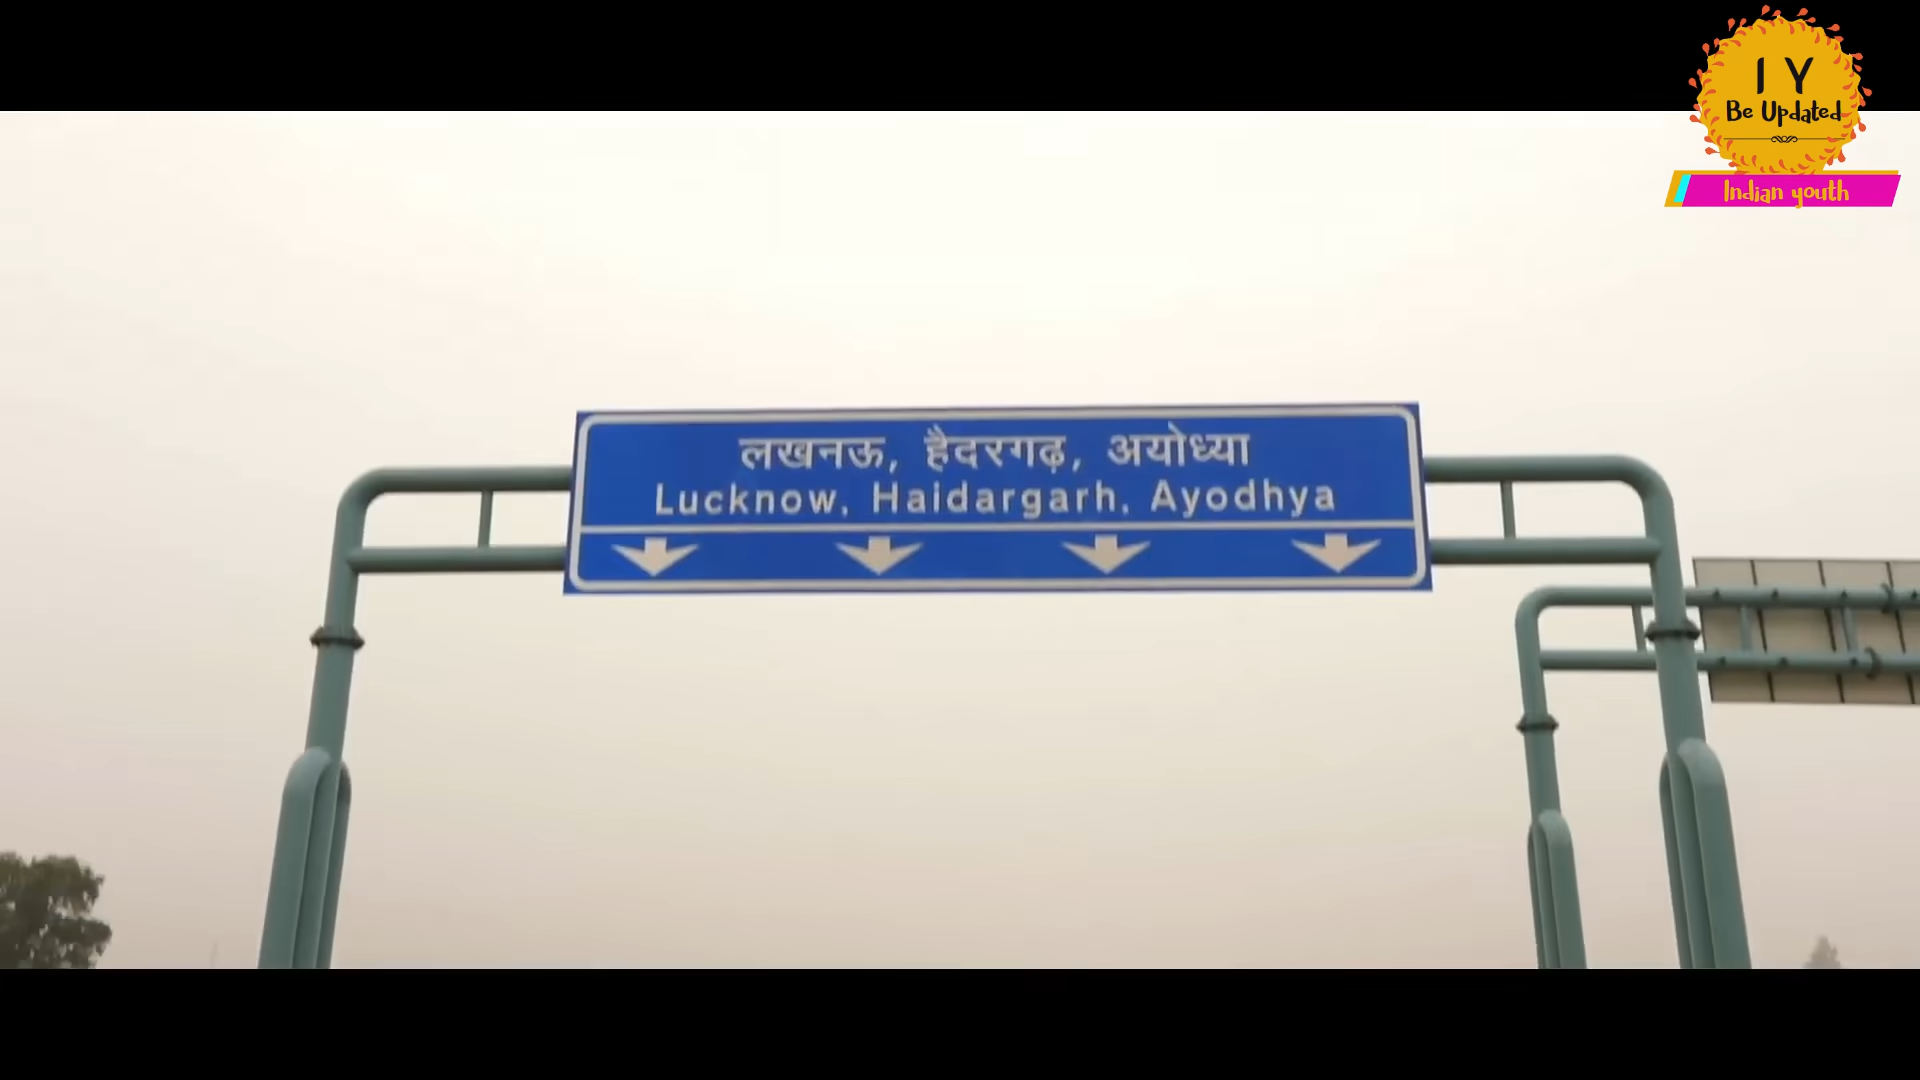 I Y
Be Updated
Indian youth
लखनऊ, हैदरगढ़, अयोध्या
Lucknow, Haidargarh, Ayodhya